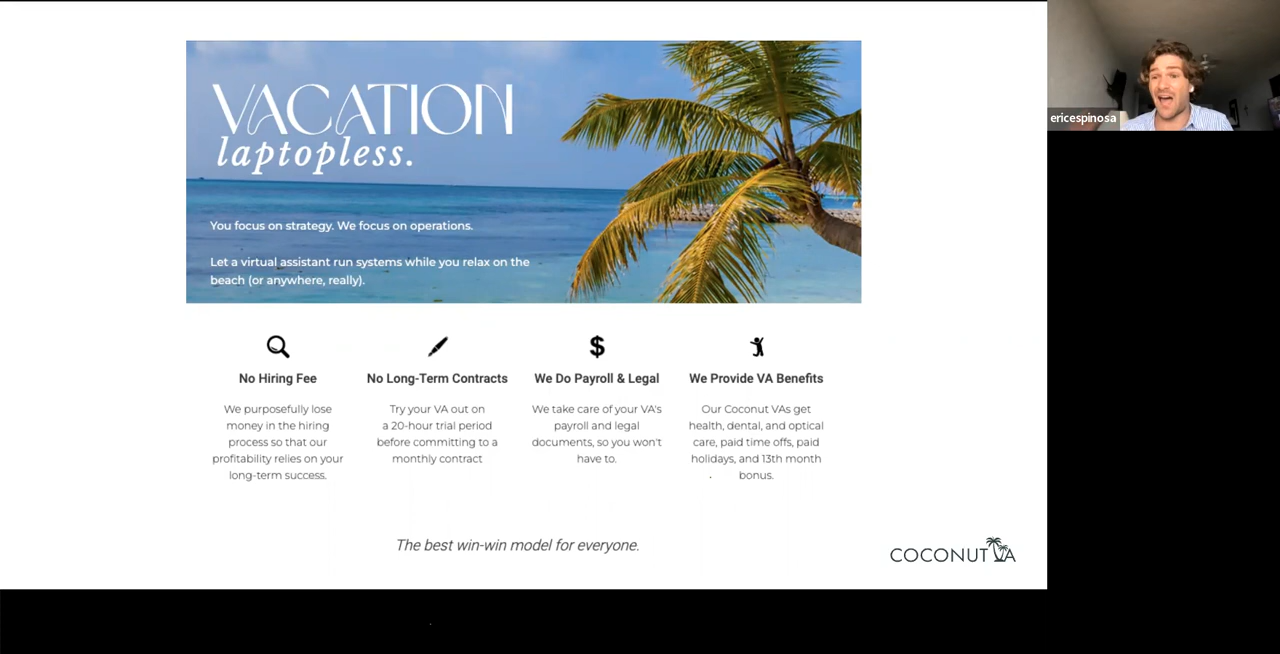 VACATION
laptopless.
You focus on strategy. We focus on operations.
Let a virtual assistant run systems while you relax on the
beach (or anywhere, really).
No Hiring Fee
We purposefully lose
money in the hiring
process so that our
profitability relies on your
long-term success.
No Long-Term Contracts
Try your VA out on
a 20-hour trial period
before committing to a
monthly contract
$
We Do Payroll & Legal
We take care of your VA's
payroll and legal
documents, so you won't
have to.
We Provide VA Benefits
Our Coconut VAs get
health, dental, and optical
care, paid time offs, paid
holidays, and 13th month
bonus.
The best win-win model for everyone.
COCONUT VA
ericespinosa